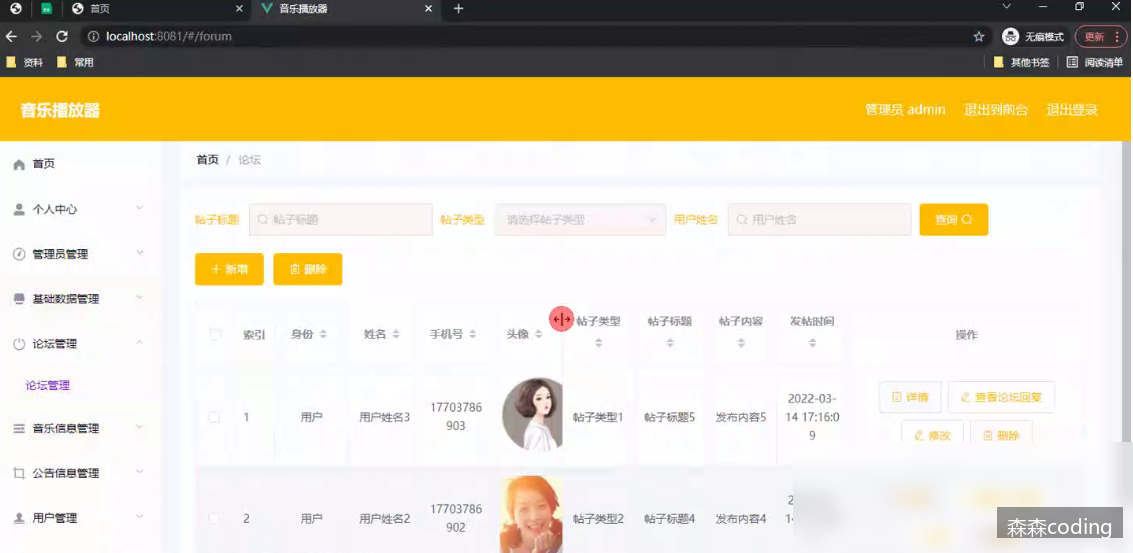 首页
音乐播放器
localhost:8081/#/forum
无痕模式
更新
资料
常用
其他书签
阅读清单
音乐播放器
管理员 admin
退出到前台
退出登录
首页
个人中心
管理员管理
基础数据管理
论坛管理
论坛管理
音乐信息管理
公告信息管理
用户管理
首页 / 论坛
帖子标题 帖子标题 帖子类型 请选择帖子类型 用户姓名 用户姓名 查询
新增 删除
索引 身份 姓名 手机号 头像 帖子类型 帖子标题 帖子内容 发帖时间 操作
1 用户 用户姓名3 17703786903 帖子类型1 帖子标题5 发布内容5 2022-03-14 17:16:09 详情 查看论坛回复
修改 删除
2 用户 用户姓名2 17703786902 帖子类型2 帖子标题4 发布内容4
森森coding